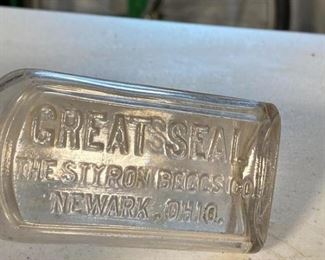 GREAT SEAL
THE STYRON BEGGS CO.
NEWARK, OHIO.